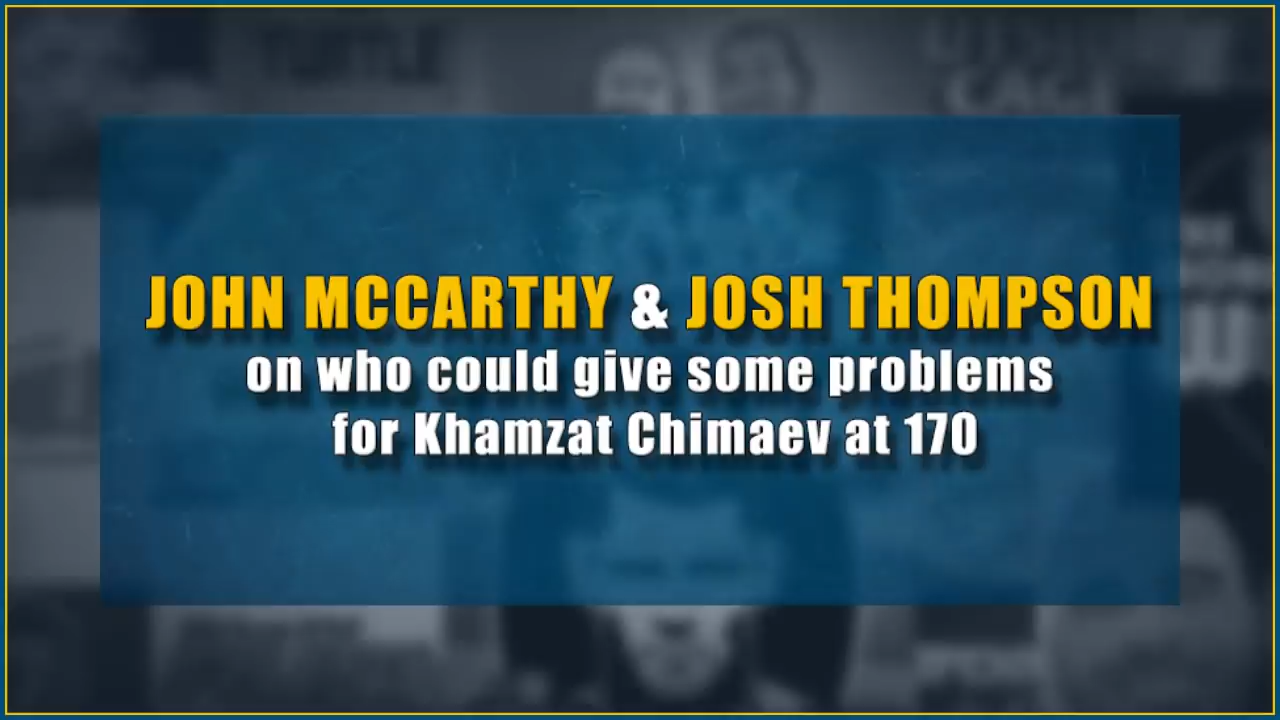 JOHN MCCARTHY & JOSH THOMPSON
on who could give some problems
for Khamzat Chimaev at 170